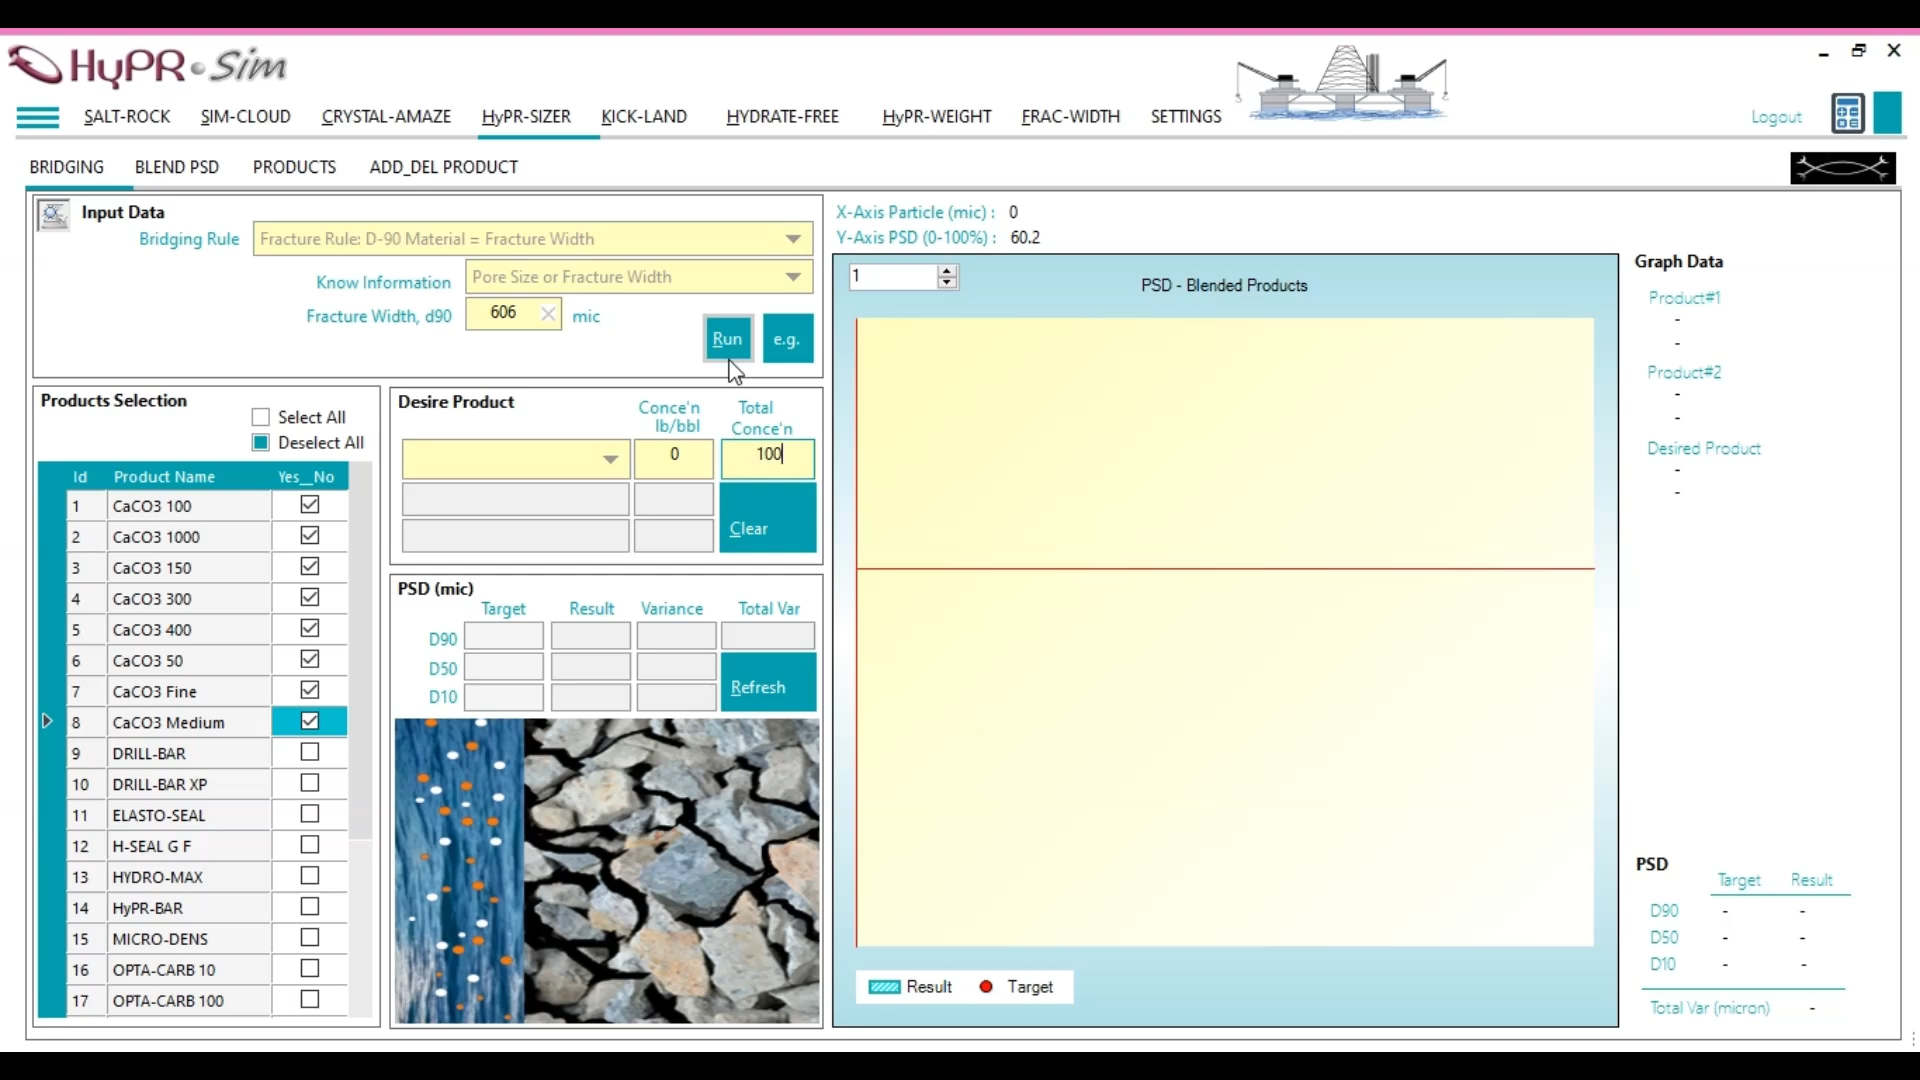 HyPR•Sim
SALT-ROCK SIM-CLOUD CRYSTAL-AMAZE HyPR-SIZER KICK-LAND HYDRATE-FREE HyPR-WEIGHT FRAC-WIDTH SETTINGS Logout
BRIDGING BLEND PSD PRODUCTS ADD_DEL PRODUCT
Input Data
Bridging Rule Fracture Rule: D-90 Material = Fracture Width
Know Information Pore Size or Fracture Width
Fracture Width, d90 606 mic
Run e.g.
Products Selection
Select All
Deselect All
Id Product Name Yes__No
1 CaCO3 100
2 CaCO3 1000
3 CaCO3 150
4 CaCO3 300
5 CaCO3 400
6 CaCO3 50
7 CaCO3 Fine
8 CaCO3 Medium
9 DRILL-BAR
10 DRILL-BAR XP
11 ELASTO-SEAL
12 H-SEAL G F
13 HYDRO-MAX
14 HyPR-BAR
15 MICRO-DENS
16 OPTA-CARB 10
17 OPTA-CARB 100
Desire Product
Conce'n lb/bbl
Total Conce'n
0 100
Clear
PSD (mic)
Target Result Variance Total Var
D90
D50
D10
Refresh
X-Axis Particle (mic) : 0
Y-Axis PSD (0-100%) : 60.2
1
PSD - Blended Products
Result Target
Graph Data
Product#1
-
-
Product#2
-
-
Desired Product
-
-
PSD
Target Result
D90 - -
D50 - -
D10 - -
Total Var (micron) -